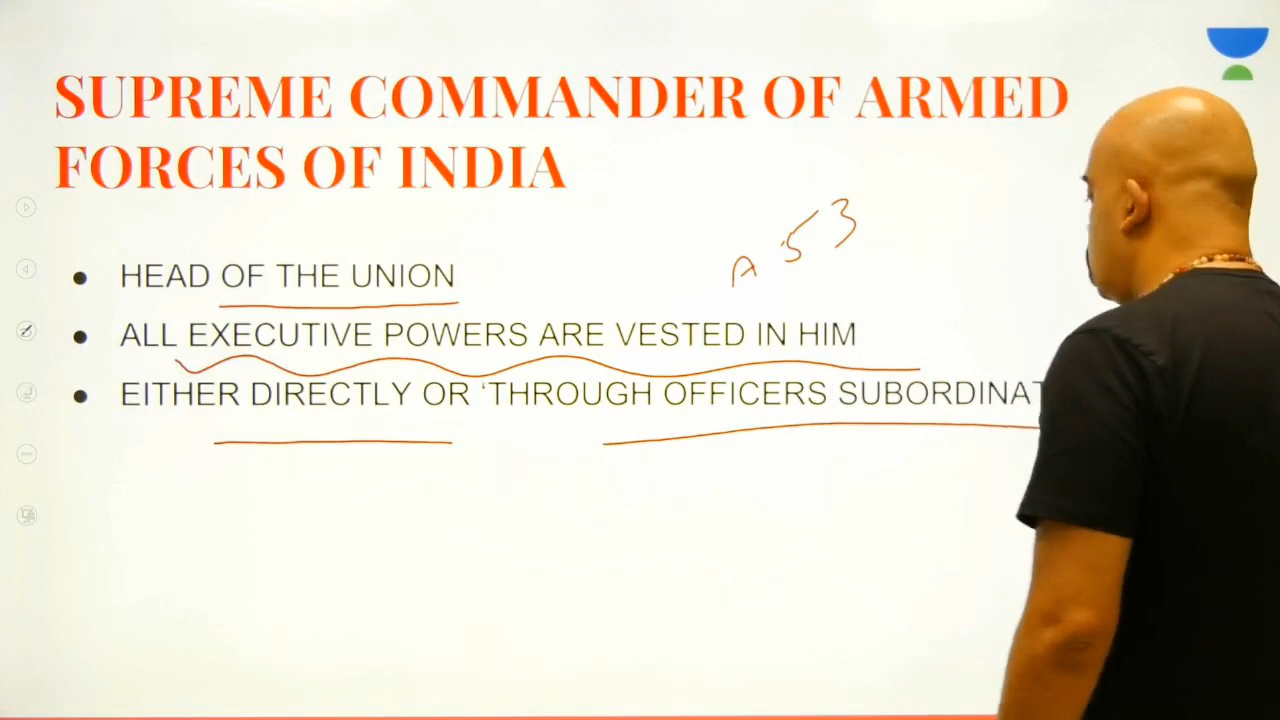 SUPREME COMMANDER OF ARMED
FORCES OF INDIA
A 53
● HEAD OF THE UNION
● ALL EXECUTIVE POWERS ARE VESTED IN HIM
● EITHER DIRECTLY OR ‘THROUGH OFFICERS